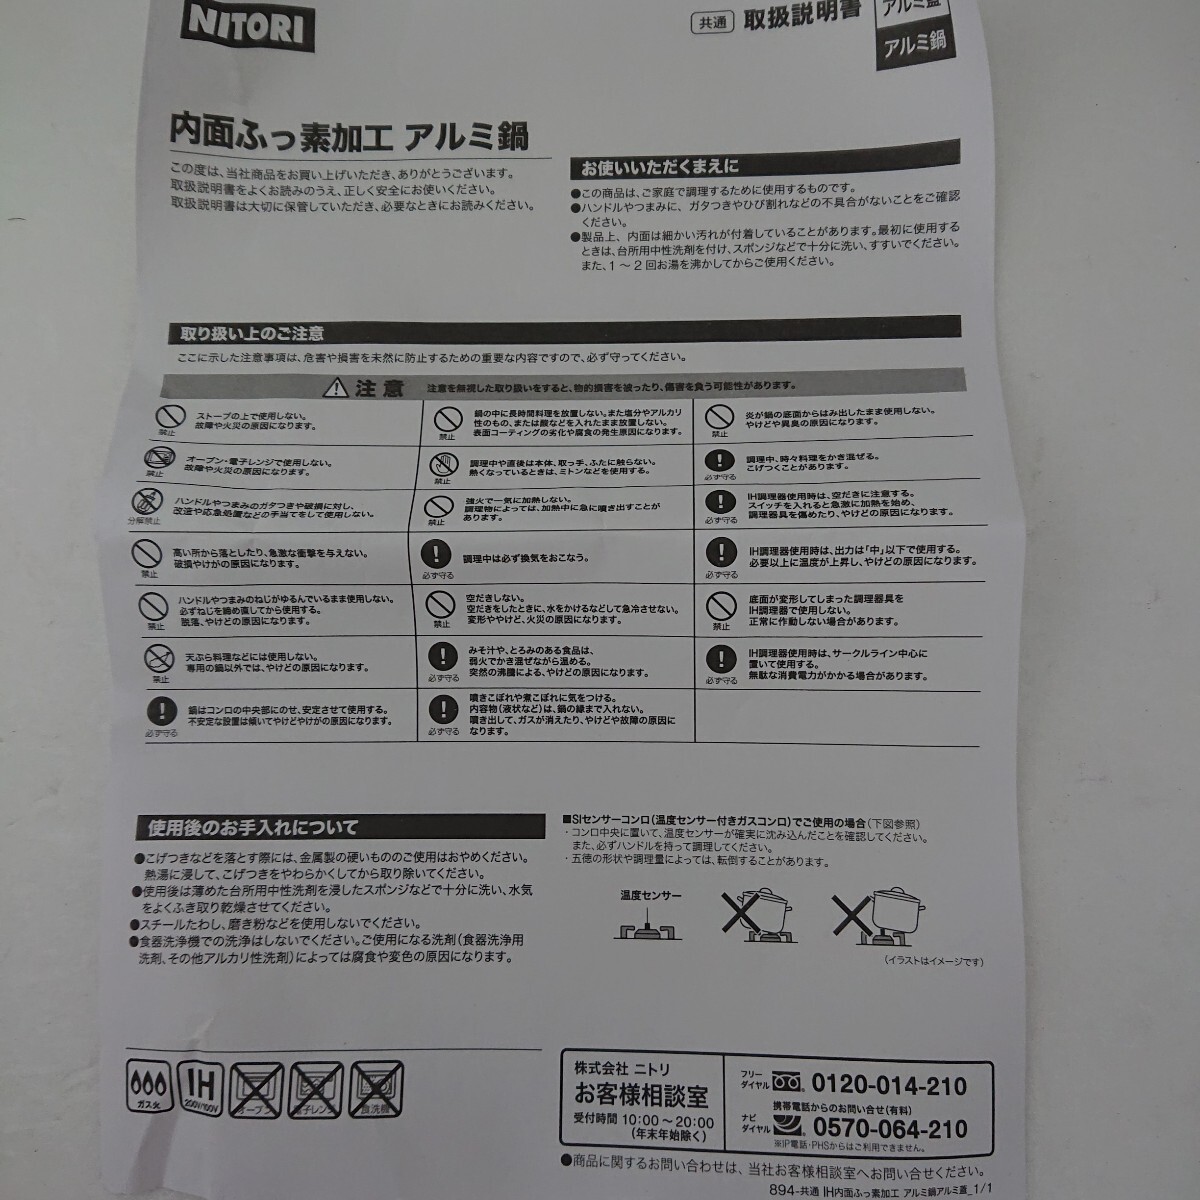 NITORI
共通 取扱説明書
アルミ蓋
アルミ鍋
内面ふっ素加工 アルミ鍋
この度は、当社商品をお買い上げいただき、ありがとうございます。
取扱説明書をよくお読みのうえ、正しく安全にお使いください。
取扱説明書は大切に保管していただき、必要なときにお読みください。
お使いいただくまえに
●この商品は、ご家庭で調理するために使用するものです。
●ハンドルやつまみに、ガタつきやひび割れなどの不具合がないことをご確認
ください。
●製品上、内面は細かい汚れが付着していることがあります。最初に使用する
ときは、台所用中性洗剤を付け、スポンジなどで十分に洗い、すすいでください。
また、1～2回お湯を沸かしてからご使用ください。
取り扱い上のご注意
ここに示した注意事項は、危害や損害を未然に防止するための重要な内容ですので、必ず守ってください。
注意 注意を無視した取り扱いをすると、物的損害を被ったり、傷害を負う可能性があります。
禁止
ストーブの上で使用しない。
故障や火災の原因になります。
禁止
オーブン・電子レンジで使用しない。
故障や火災の原因になります。
分解禁止
ハンドルやつまみのガタつきや破損に対し、
改造や応急処置などの手当てをして使用しない。
禁止
高い所から落としたり、急激な衝撃を与えない。
破損やけがの原因になります。
禁止
ハンドルやつまみのねじがゆるんでいるまま使用しない。
必ずねじを締め直してから使用する。
脱落、やけどの原因になります。
禁止
天ぷら料理などには使用しない。
専用の鍋以外では、やけどの原因になります。
必ず守る
鍋はコンロの中央部にのせ、安定させて使用する。
不安定な設置は傾いてやけどやけがの原因になります。
禁止
鍋の中に長時間料理を放置しない。また塩分やアルカリ
性のもの、または酸などを入れたまま放置しない。
表面コーティングの劣化や腐食の発生原因になります。
禁止
調理中や直後は本体、取っ手、ふたに触らない。
熱くなっているときは、ミトンなどを使用する。
禁止
強火で一気に加熱しない。
調理物によっては、加熱中に急に噴き出すことが
あります。
必ず守る
調理中は必ず換気をおこなう。
禁止
空だきしない。
空だきをしたときに、水をかけるなどして急冷させない。
変形ややけど、火災の原因になります。
必ず守る
みそ汁や、とろみのある食品は、
弱火でかき混ぜながら温める。
突然の沸騰による、やけどの原因になります。
必ず守る
噴きこぼれや煮こぼれに気をつける。
内容物（液状など）は、鍋の縁まで入れない。
噴き出して、ガスが消えたり、やけどや故障の原因に
なります。
禁止
炎が鍋の底面からはみ出したまま使用しない。
やけどや異臭の原因になります。
必ず守る
調理中、時々料理をかき混ぜる。
こげつくことがあります。
必ず守る
IH調理器使用時は、空だきに注意する。
スイッチを入れると急激に加熱を始め、
調理器具を傷めたり、やけどの原因になります。
必ず守る
IH調理器使用時は、出力は「中」以下で使用する。
必要以上に温度が上昇し、やけどの原因になります。
禁止
底面が変形してしまった調理器具を
IH調理器で使用しない。
正常に作動しない場合があります。
必ず守る
IH調理器使用時は、サークルライン中心に
置いて使用する。
無駄な消費電力がかかる場合があります。
使用後のお手入れについて
●こげつきなどを落とす際には、金属製の硬いもののご使用はおやめください。
熱湯に浸して、こげつきをやわらかくしてから取り除いてください。
●使用後は薄めた台所用中性洗剤を浸したスポンジなどで十分に洗い、水気
をよくふき取り乾燥させてください。
●スチールたわし、磨き粉などを使用しないでください。
●食器洗浄機での洗浄はしないでください。ご使用になる洗剤（食器洗浄用
洗剤、その他アルカリ性洗剤）によっては腐食や変色の原因になります。
■SIセンサーコンロ（温度センサー付きガスコンロ）でご使用の場合（下図参照）
・コンロ中央に置いて、温度センサーが確実に沈み込んだことを確認してください。
また、必ずハンドルを持って調理してください。
・五徳の形状や調理量によっては、転倒することがあります。
温度センサー
（イラストはイメージです）
ガス火
IH
200V/100V
オーブン
電子レンジ
食洗機
株式会社 ニトリ
お客様相談室
受付時間 10:00～20:00
（年末年始除く）
フリーダイヤル 0120-014-210
携帯電話からのお問い合せ（有料）
ナビダイヤル 0570-064-210
※IP電話・PHSからはご利用できません。
●商品に関するお問い合わせは、当社お客様相談室へお問い合せください。
894-共通 IH内面ふっ素加工 アルミ鍋アルミ蓋_1/1